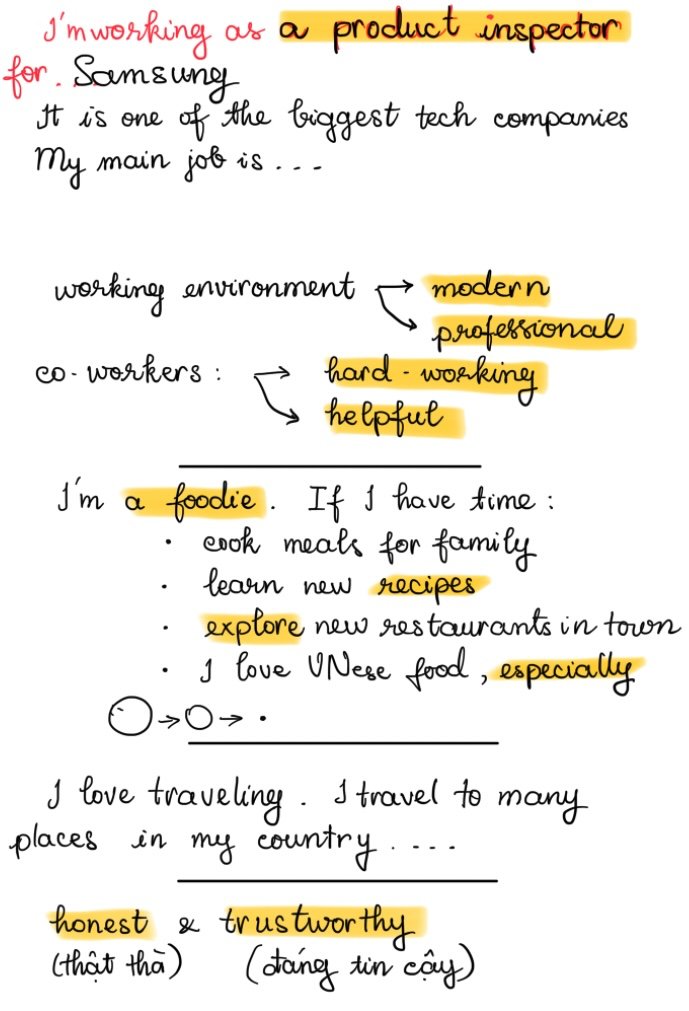 I'm working as a product inspector
for. Samsung
It is one of the biggest tech companies
My main job is ...
working environment → modern
professional
co-workers : → hard-working
helpful
I'm a foodie. If I have time :
• cook meals for family
• learn new recipes
• explore new restaurants in town
• I love VNese food, especially
○ → ○ → •
I love traveling. I travel to many
places in my country ....
honest & trustworthy
(thật thà) (đáng tin cậy)